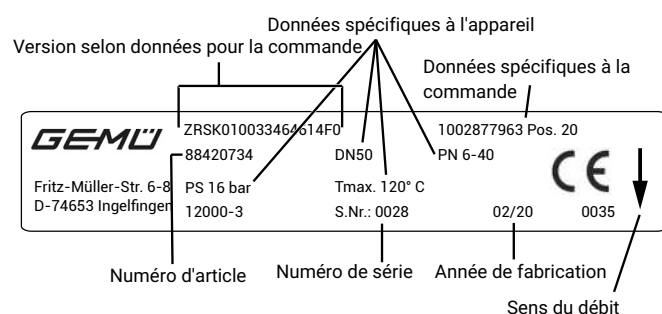 Données spécifiques à l'appareil
Version selon données pour la commande
Données spécifiques à la
commande
GEMÜ
ZRSK010033464614F0
1002877963 Pos. 20
88420734
DN50
PN 6-40
CE
Fritz-Müller-Str. 6-8
PS 16 bar
Tmax. 120° C
D-74653 Ingelfingen
12000-3
S.Nr.: 0028
02/20
0035
Numéro d'article
Numéro de série
Année de fabrication
Sens du débit